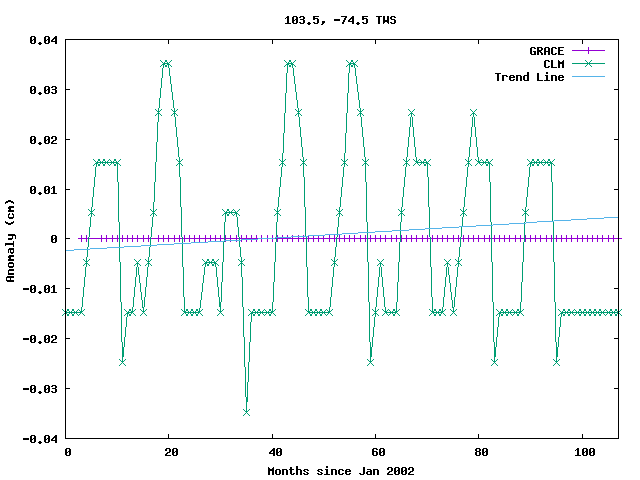 103.5, -74.5 TWS
GRACE
CLM
Trend Line
0.04
0.03
0.02
0.01
0
-0.01
-0.02
-0.03
-0.04
Anomaly (cm)
0 20 40 60 80 100
Months since Jan 2002